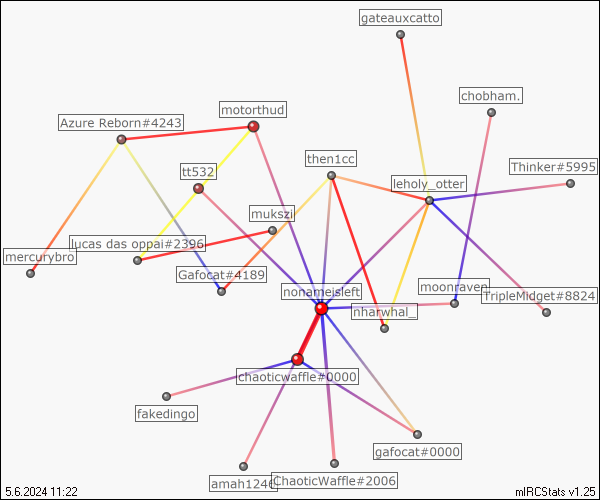 gateauxcatto
chobham.
motorthud
Azure Reborn#4243
then1cc
Thinker#5995
tt532
leholy_otter
mukszil
lucas das oppai#2396
mercurybro
Gafocat#4189
nonameisleft
moonraven
TripleMidget#8824
nharwhal_
chaoticwaffle#0000
fakedingo
gafocat#0000
amah1246
ChaoticWaffle#2006
5.6.2024 11:22
mIRCStats v1.25